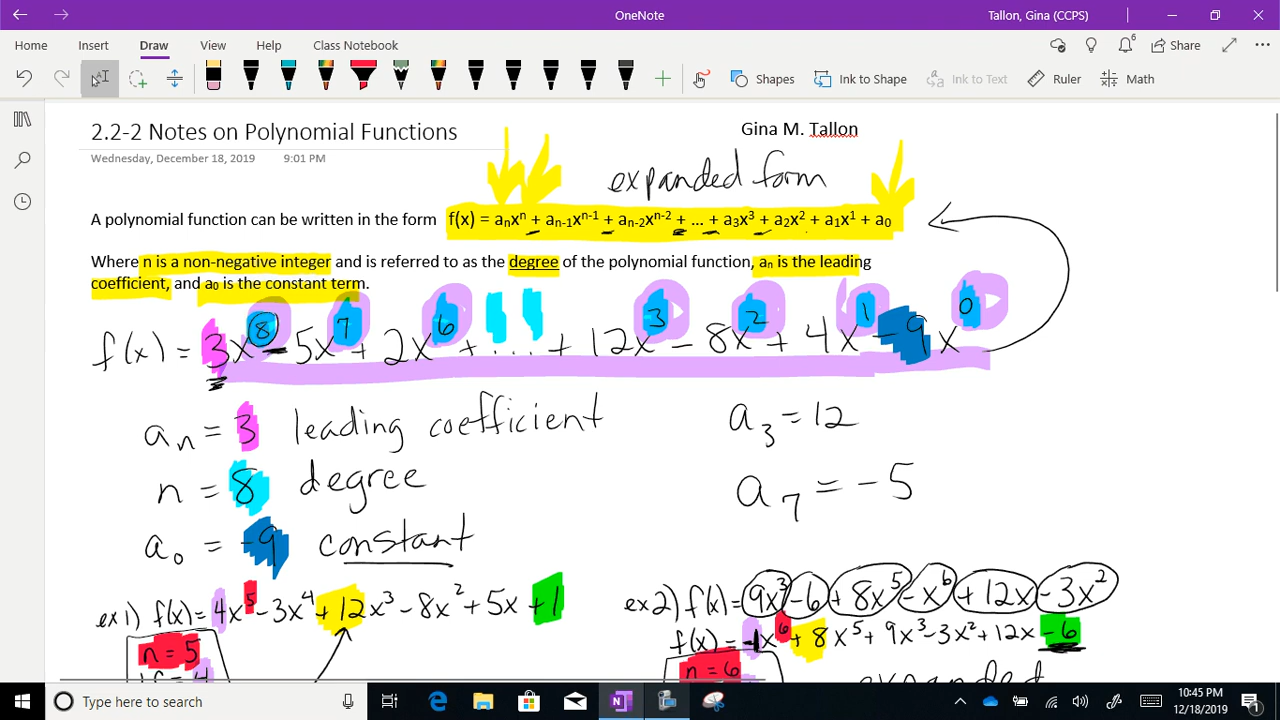 OneNote
Tallon, Gina (CCPS)
Home Insert Draw View Help Class Notebook
6
Share
Shapes Ink to Shape Ink to Text Ruler Math
2.2-2 Notes on Polynomial Functions
Gina M. Tallon
Wednesday, December 18, 2019 9:01 PM
expanded form
A polynomial function can be written in the form f(x) = aₙxⁿ + aₙ₋₁xⁿ⁻¹ + aₙ₋₂xⁿ⁻² + ... + a₃x³ + a₂x² + a₁x¹ + a₀
Where n is a non-negative integer and is referred to as the degree of the polynomial function, aₙ is the leading
coefficient, and a₀ is the constant term.
f(x) = 3x⁸ - 5x⁷ + 2x⁶ + ... + 12x³ - 8x² + 4x¹ - 9x⁰
aₙ = 3 leading coefficient
a₃ = 12
n = 8 degree
a₇ = -5
a₀ = -9 constant
ex 1) f(x) = 4x⁵ - 3x⁴ + 12x³ - 8x² + 5x + 1
ex 2) f(x) = 9x³ - 6 + 8x⁵ - x⁶ + 12x - 3x²
f(x) = -1x⁶ + 8x⁵ + 9x³ - 3x² + 12x - 6
n = 5
n = 6
expanded
Type here to search
10:45 PM
12/18/2019
1